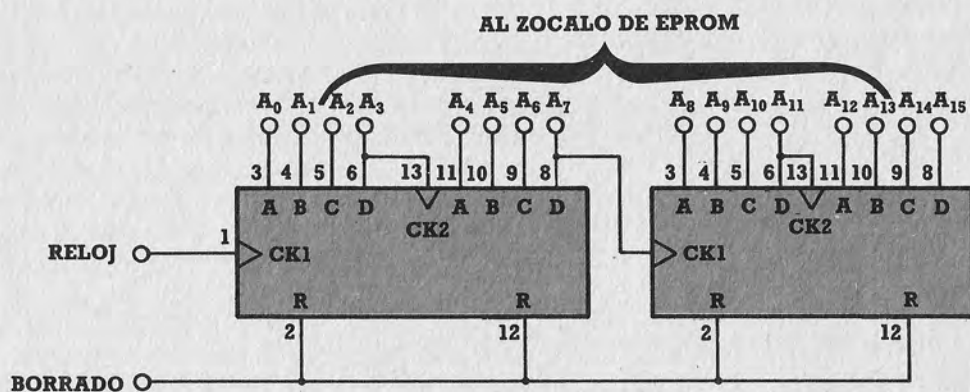 AL ZOCALO DE EPROM
A₀ A₁ A₂ A₃ A₄ A₅ A₆ A₇ A₈ A₉ A₁₀ A₁₁ A₁₂ A₁₃ A₁₄ A₁₅
3 4 5 6 13 11 10 9 8 3 4 5 6 13 11 10 9 8
A B C D A B C D A B C D A B C D
CK2 CK2
RELOJ 1 CK1 CK1
R R R R
2 12 2 12
BORRADO